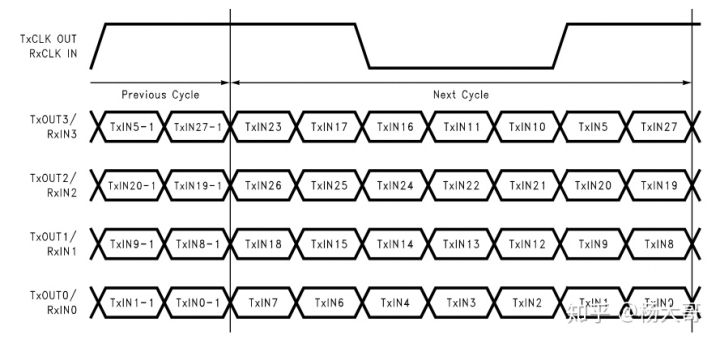 TxCLK OUT
RxCLK IN
Previous Cycle
Next Cycle
TxOUT3/
RxIN3
TxIN5-1 TxIN27-1 TxIN23 TxIN17 TxIN16 TxIN11 TxIN10 TxIN5 TxIN27
TxOUT2/
RxIN2
TxIN20-1 TxIN19-1 TxIN26 TxIN25 TxIN24 TxIN22 TxIN21 TxIN20 TxIN19
TxOUT1/
RxIN1
TxIN9-1 TxIN8-1 TxIN18 TxIN15 TxIN14 TxIN13 TxIN12 TxIN9 TxIN8
TxOUT0/
RxIN0
TxIN1-1 TxIN0-1 TxIN7 TxIN6 TxIN4 TxIN3 TxIN2 TxIN1 TxIN0
知乎 @杨大哥